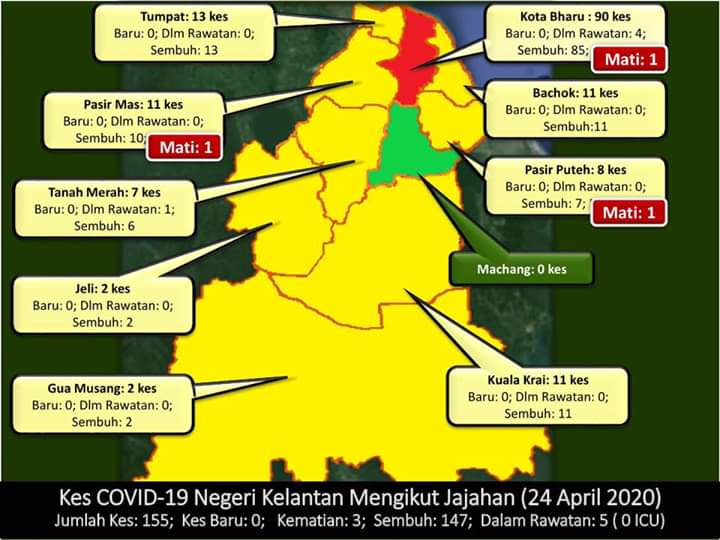 Tumpat: 13 kes
Baru: 0; Dlm Rawatan: 0;
Sembuh: 13
Kota Bharu : 90 kes
Baru: 0; Dlm Rawatan: 4;
Sembuh: 85;
Mati: 1
Pasir Mas: 11 kes
Baru: 0; Dlm Rawatan: 0;
Sembuh: 10;
Mati: 1
Bachok: 11 kes
Baru: 0; Dlm Rawatan: 0;
Sembuh:11
Tanah Merah: 7 kes
Baru: 0; Dlm Rawatan: 1;
Sembuh: 6
Pasir Puteh: 8 kes
Baru: 0; Dlm Rawatan: 0;
Sembuh: 7;
Mati: 1
Machang: 0 kes
Jeli: 2 kes
Baru: 0; Dlm Rawatan: 0;
Sembuh: 2
Gua Musang: 2 kes
Baru: 0; Dlm Rawatan: 0;
Sembuh: 2
Kuala Krai: 11 kes
Baru: 0; Dlm Rawatan: 0;
Sembuh: 11
Kes COVID-19 Negeri Kelantan Mengikut Jajahan (24 April 2020)
Jumlah Kes: 155; Kes Baru: 0; Kematian: 3; Sembuh: 147; Dalam Rawatan: 5 ( 0 ICU)